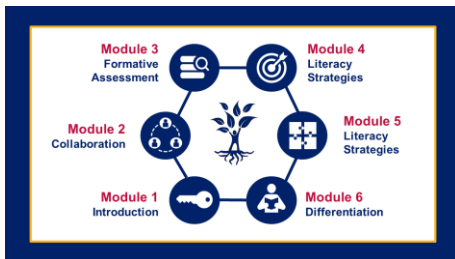 Module 3
Formative
Assessment
Module 4
Literacy
Strategies
Module 2
Collaboration
Module 5
Literacy
Strategies
Module 1
Introduction
Module 6
Differentiation